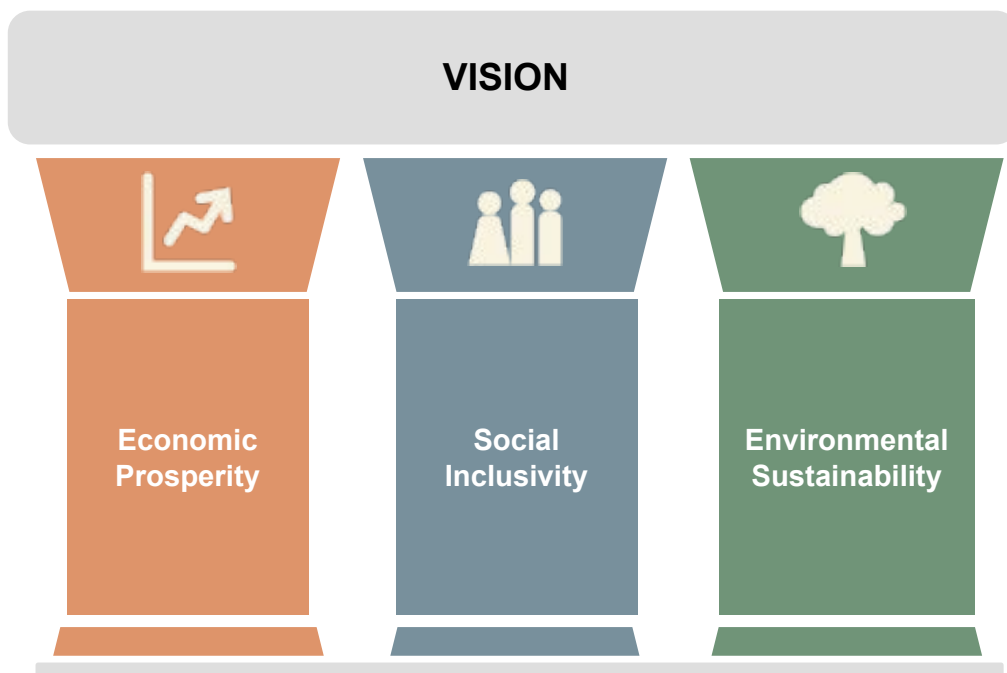 VISION
Economic
Prosperity
Social
Inclusivity
Environmental
Sustainability